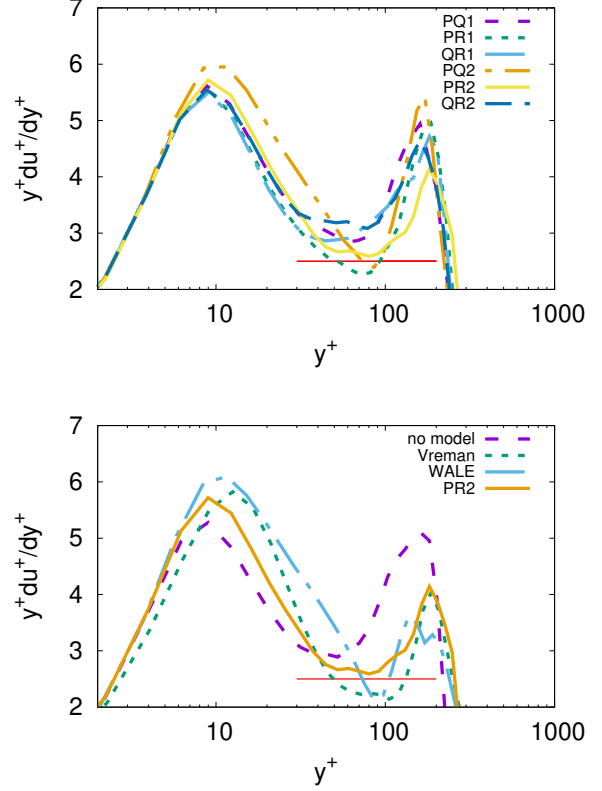 7
6
5
4
3
2
y⁺du⁺/dy⁺
10
100
1000
y⁺
PQ1
PR1
QR1
PQ2
PR2
QR2
7
6
5
4
3
2
y⁺du⁺/dy⁺
10
100
1000
y⁺
no model
Vreman
WALE
PR2